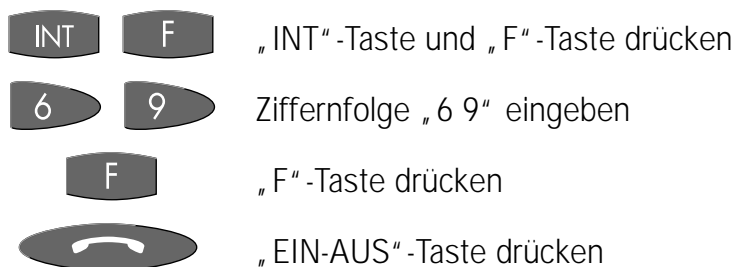 INT F „INT“-Taste und „F“-Taste drücken
6 9 Ziffernfolge „6 9“ eingeben
F „F“-Taste drücken
„EIN-AUS“-Taste drücken